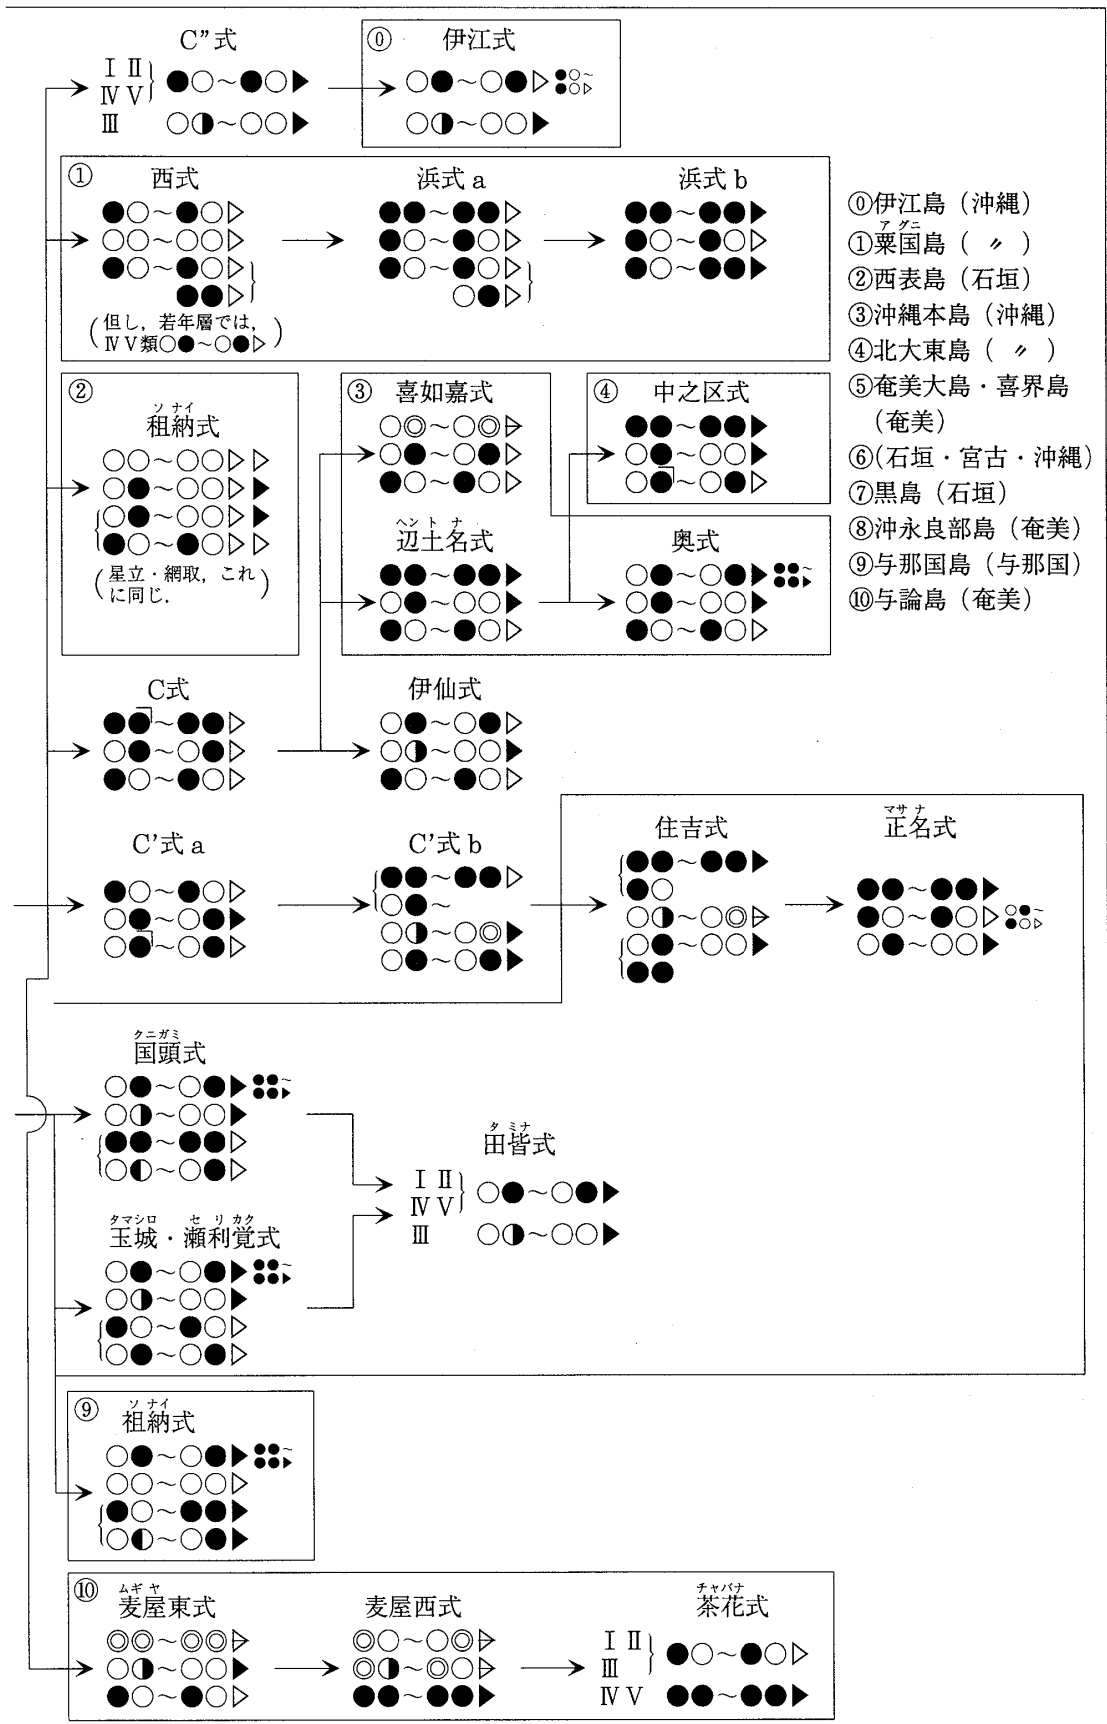 C”式
Ⅰ Ⅱ
Ⅳ Ⅴ
Ⅲ
●○～●○▶
○◑～○○▶
⓪ 伊江式
○●～○●▷ ●○～
●○▷
○◑～○○▶
① 西式
●○～●○▷
○○～○○▷
●○～●○▷
●●▷
(但し，若年層では，
ⅣⅤ類○●～○●▷)
浜式 a
●●～●●▷
●○～●○▷
●○～●○▷
○●▷
浜式 b
●●～●●▶
●○～●○▷
●○～●●▶
⓪伊江島（沖縄）
アグニ
①粟国島（〃）
②西表島（石垣）
③沖縄本島（沖縄）
④北大東島（〃）
⑤奄美大島・喜界島
（奄美）
⑥(石垣・宮古・沖縄)
⑦黒島（石垣）
⑧沖永良部島（奄美）
⑨与那国島（与那国）
⑩与論島（奄美）
②
ソナイ
租納式
○○～○○▷▷
○●～○○▷▶
○●～○○▷▶
●○～●○▷▷
(星立・網取，これ
に同じ．)
③ 喜如嘉式
○◎～○◎
○●～○●▷
●○～●○▷
ヘントナ
辺土名式
●●～●●▶
○●～○○▶
●○～●○▷
④ 中之区式
●●～●●▶
○●～○○▶
○●～○●▷
奥式
○●～○●▶ ●●～
●●▶
○●～○○▶
●○～●○▷
C式
●●～●●▷
○●～○●▷
●○～●○▷
伊仙式
○●～○●▷
○◑～○○▶
●○～●○▷
C’式 a
●○～●○▷
○●～○●▶
○●～○●▷
C’式 b
●●～●●▷
○●～
○◑～○◎▶
○●～○●▶
住吉式
●●～●●▶
●○
○◑～○◎
○●～○○▶
●●
マサナ
正名式
●●～●●▶
●○～●○▷ ○●～
●○▷
○●～○○▶
クニガミ
国頭式
○●～○●▶ ●●～
●●▶
○◑～○○▶
●●～●●▷
○◐～○●▷
タミナ
田皆式
Ⅰ Ⅱ
Ⅳ Ⅴ
Ⅲ
○●～○●▶
○◑～○○▶
タマシロ セリカク
玉城・瀬利覚式
○●～○●▶ ●●～
●●▶
○◑～○○▶
●○～●○▷
○●～○●▷
⑨
ソナイ
祖納式
○●～○●▶ ●●～
●●▶
○○～○○▷
●○～●●▶
○◐～○●▶
⑩
ムギヤ
麦屋東式
◎◎～◎◎
○◑～○○▶
●○～●○▷
麦屋西式
◎○～○◎
◎◑～◎○
●●～●●▶
チャバナ
茶花式
Ⅰ Ⅱ
Ⅲ
●○～●○▷
Ⅳ Ⅴ ●●～●●▶